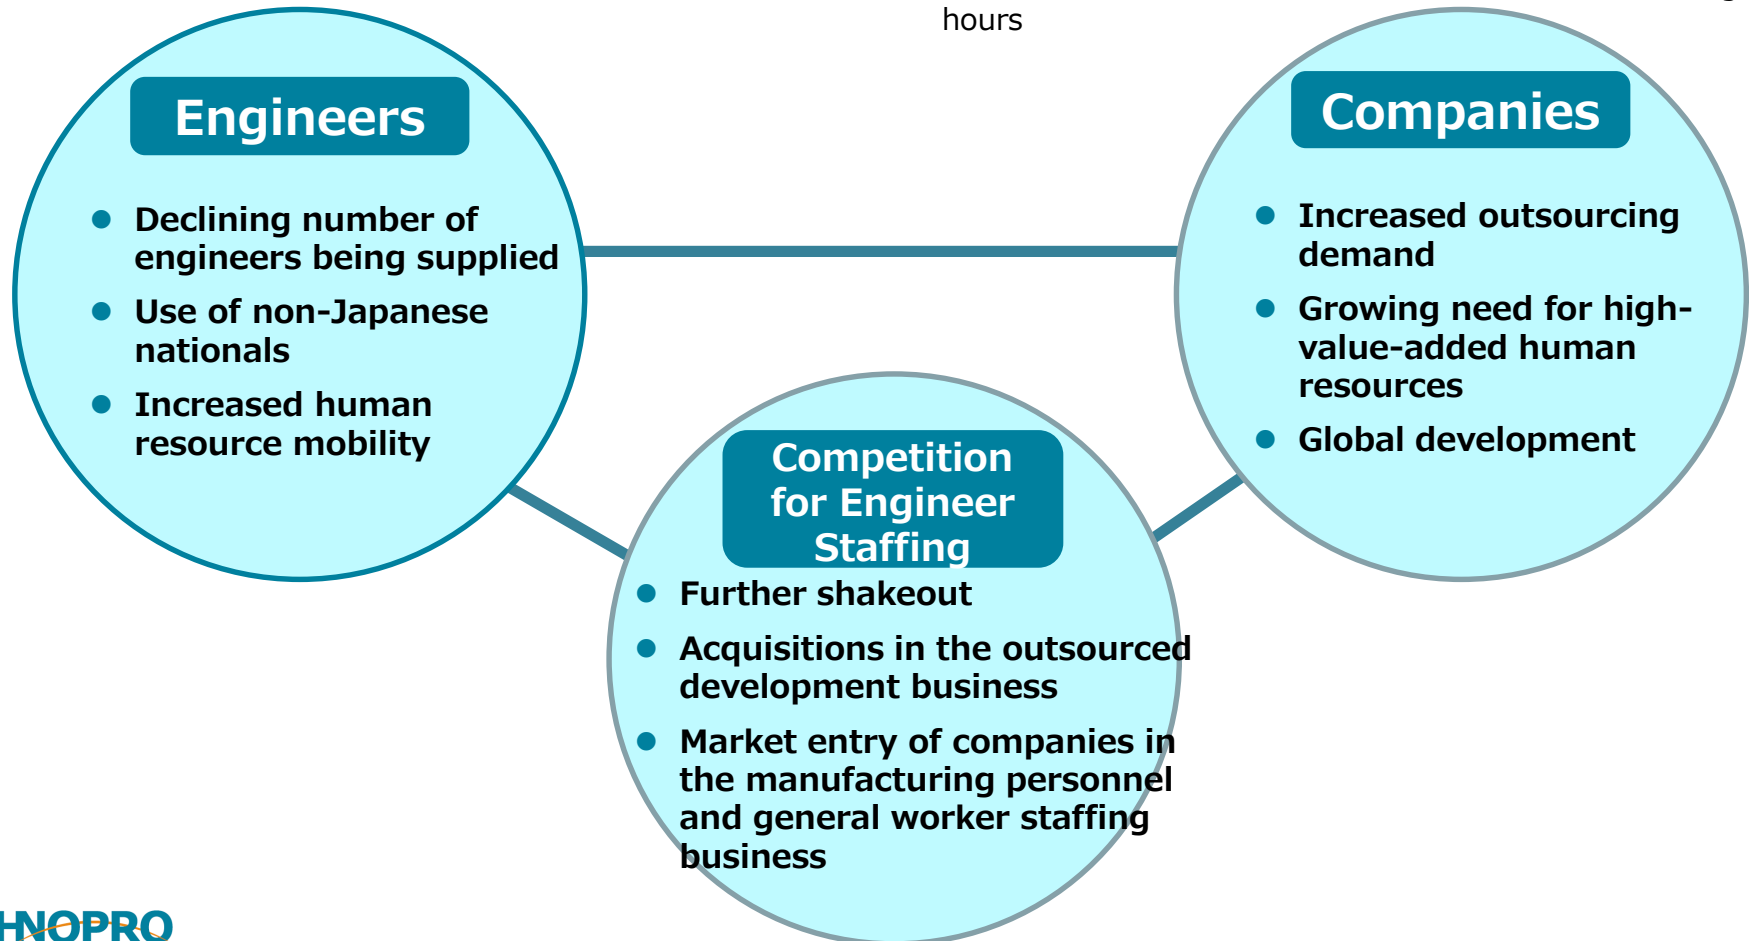 hours
Engineers
Declining number of
engineers being supplied
Use of non-Japanese
nationals
Increased human
resource mobility
Companies
Increased outsourcing
demand
Growing need for high-
value-added human
resources
Global development
Competition
for Engineer
Staffing
Further shakeout
Acquisitions in the outsourced
development business
Market entry of companies in
the manufacturing personnel
and general worker staffing
business
HNOPRO